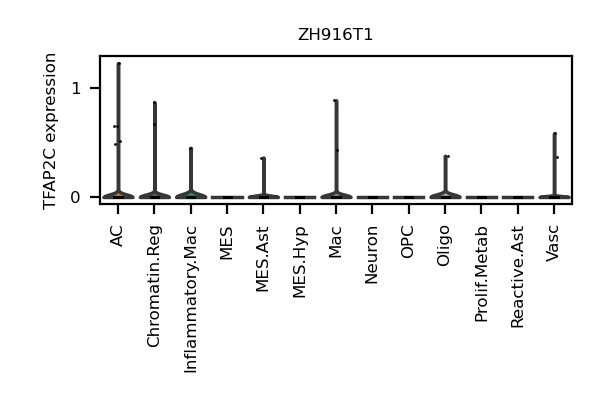 ZH916T1
TFAP2C expression
1
0
AC
Chromatin.Reg
Inflammatory.Mac
MES
MES.Ast
MES.Hyp
Mac
Neuron
OPC
Oligo
Prolif.Metab
Reactive.Ast
Vasc